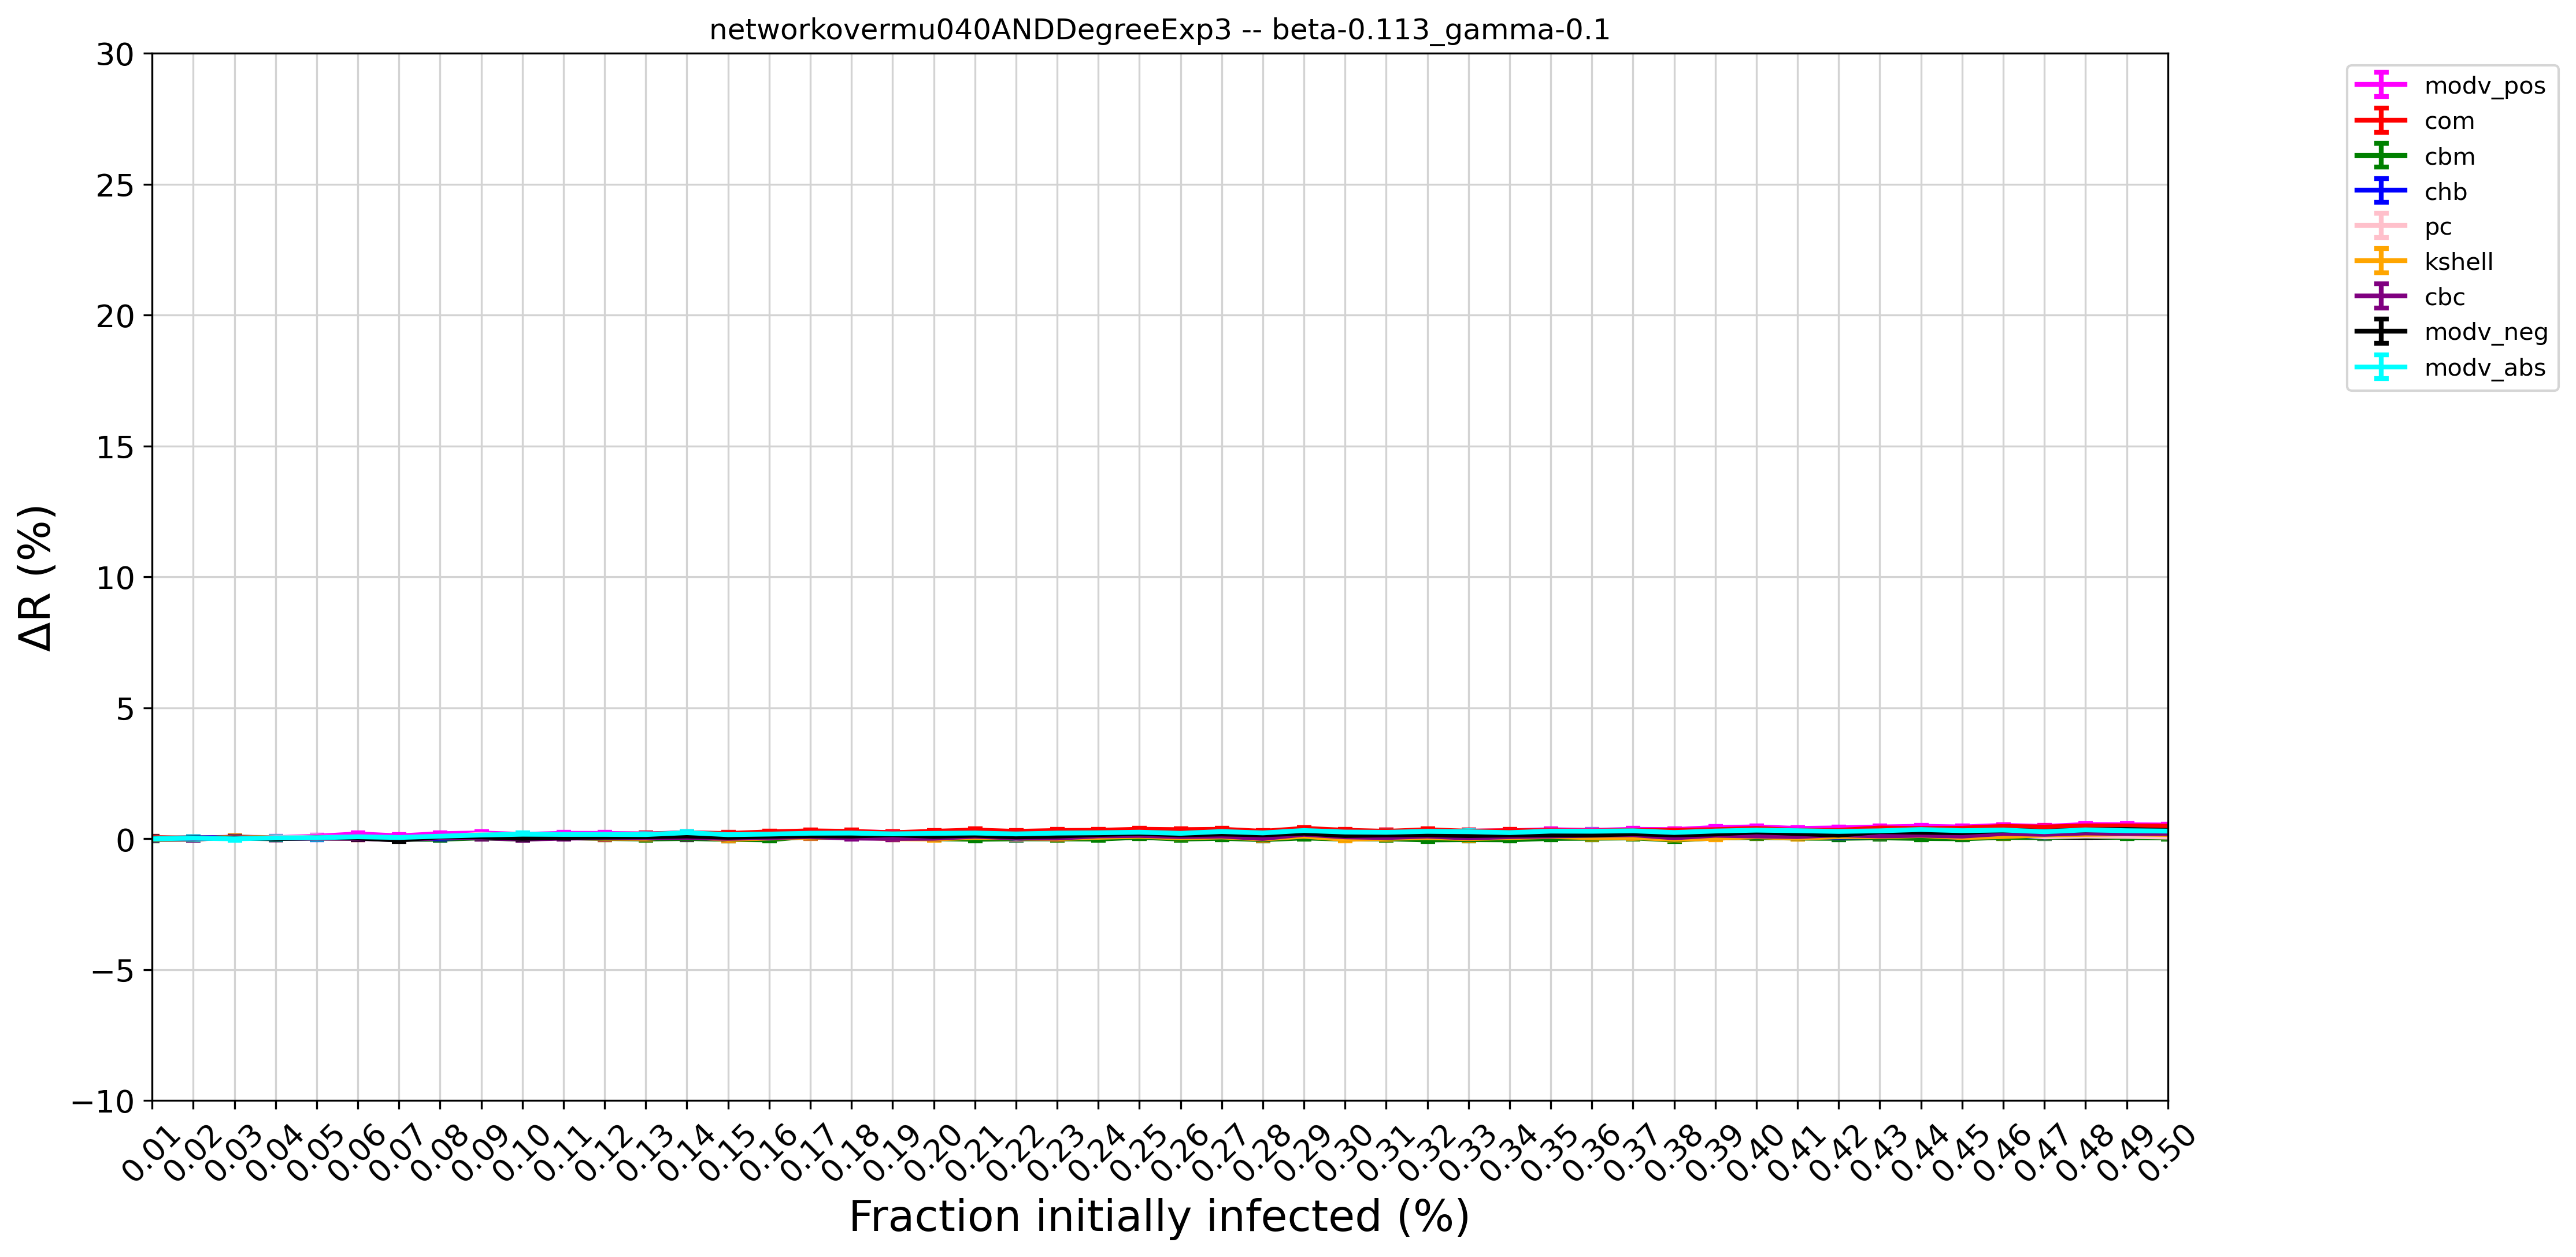 networkovermu040ANDDegreeExp3 -- beta-0.113_gamma-0.1
30
25
20
15
10
5
0
−5
−10
ΔR (%)
0.01 0.02 0.03 0.04 0.05 0.06 0.07 0.08 0.09 0.10 0.11 0.12 0.13 0.14 0.15 0.16 0.17 0.18 0.19 0.20 0.21 0.22 0.23 0.24 0.25 0.26 0.27 0.28 0.29 0.30 0.31 0.32 0.33 0.34 0.35 0.36 0.37 0.38 0.39 0.40 0.41 0.42 0.43 0.44 0.45 0.46 0.47 0.48 0.49 0.50
Fraction initially infected (%)
modv_pos
com
cbm
chb
pc
kshell
cbc
modv_neg
modv_abs